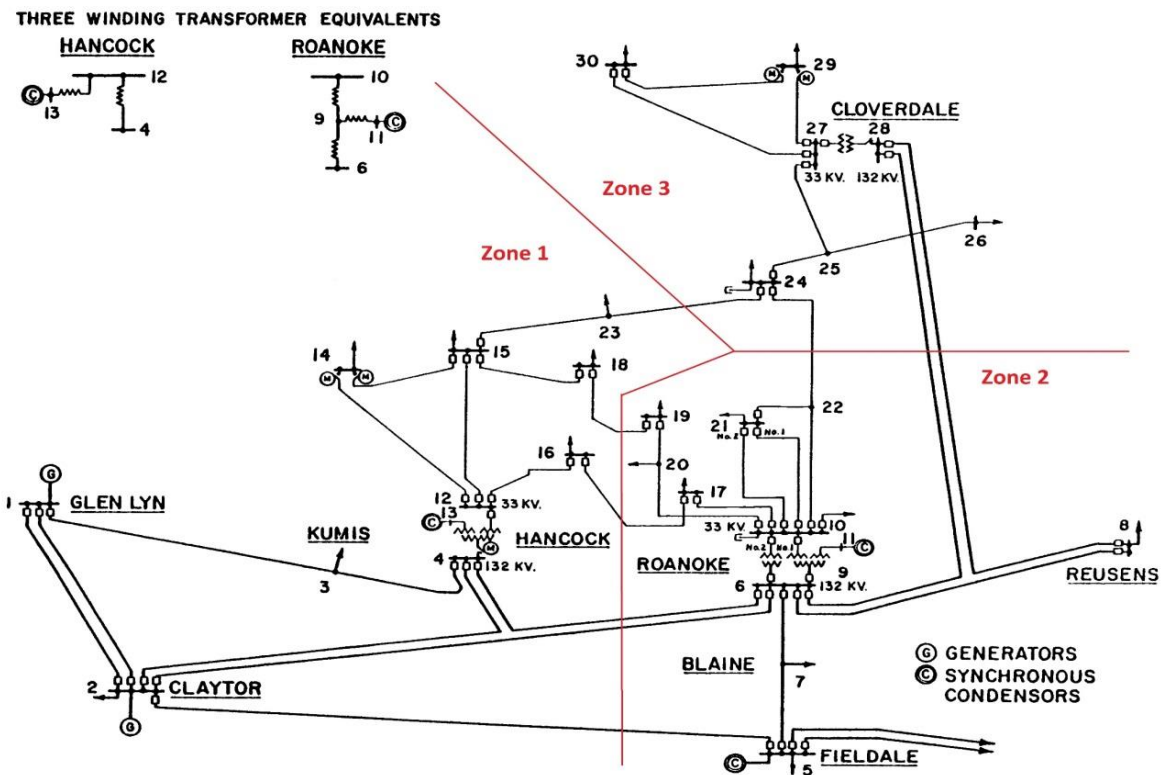 THREE WINDING TRANSFORMER EQUIVALENTS
HANCOCK
ROANOKE
12
C
13
4
10
9
C
11
6
30
29
M
M
CLOVERDALE
27
28
33 KV.
132 KV.
Zone 3
26
25
Zone 1
24
23
15
14
M
M
18
Zone 2
22
19
21
No. 2
No. 1
20
16
17
12
33 KV.
13
C
HANCOCK
M
4
132 KV.
G
1
GLEN LYN
KUMIS
3
33 KV.
10
No. 2
No. 1
11
C
ROANOKE
9
6
132 KV.
8
REUSENS
BLAINE
7
G GENERATORS
C SYNCHRONOUS
CONDENSORS
2
CLAYTOR
G
C
5
FIELDALE